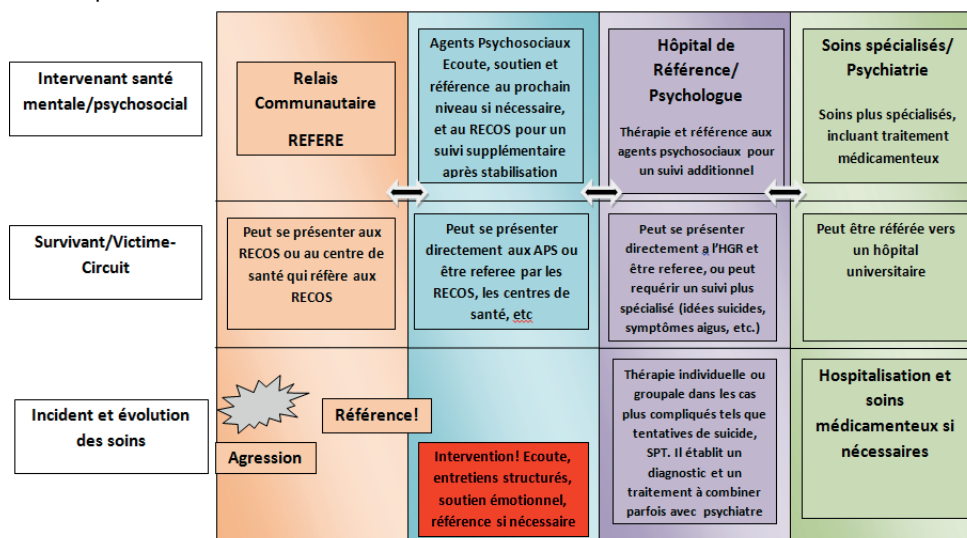 Intervenant santé
mentale/psychosocial
Relais
Communautaire
REFERE
Agents Psychosociaux
Ecoute, soutien et
référence au prochain
niveau si nécessaire,
et au RECOS pour un
suivi supplémentaire
après stabilisation
Hôpital de
Référence/
Psychologue
Thérapie et référence aux
agents psychosociaux pour
un suivi additionnel
Soins spécialisés/
Psychiatrie
Soins plus spécialisés,
incluant traitement
médicamenteux
Survivant/Victime-
Circuit
Peut se présenter aux
RECOS ou au centre de
santé qui réfère aux
RECOS
Peut se présenter
directement aux APS ou
être referee par les
RECOS, les centres de
santé, etc
Peut se présenter
directement a l'HGR et
être referee, ou peut
requérir un suivi plus
spécialisé (idées suicides,
symptômes aigus, etc.)
Peut être référée vers
un hôpital
universitaire
Incident et évolution
des soins
Agression
Référence!
Intervention! Ecoute,
entretiens structurés,
soutien émotionnel,
référence si nécessaire
Thérapie individuelle ou
groupale dans les cas
plus compliqués tels que
tentatives de suicide,
SPT. Il établit un
diagnostic et un
traitement à combiner
parfois avec psychiatre
Hospitalisation et
soins
médicamenteux si
nécessaires